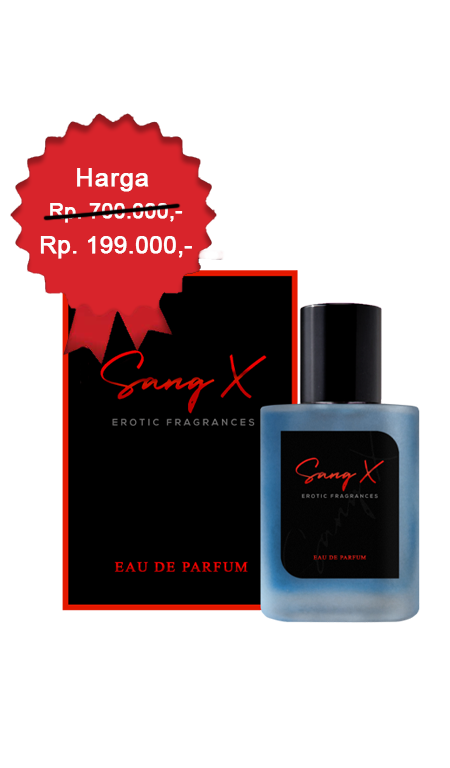 Harga
Rp. 700.000,-
Rp. 199.000,-
Sang X
EROTIC FRAGRANCES
EAU DE PARFUM
Sang X
EROTIC FRAGRANCES
EAU DE PARFUM